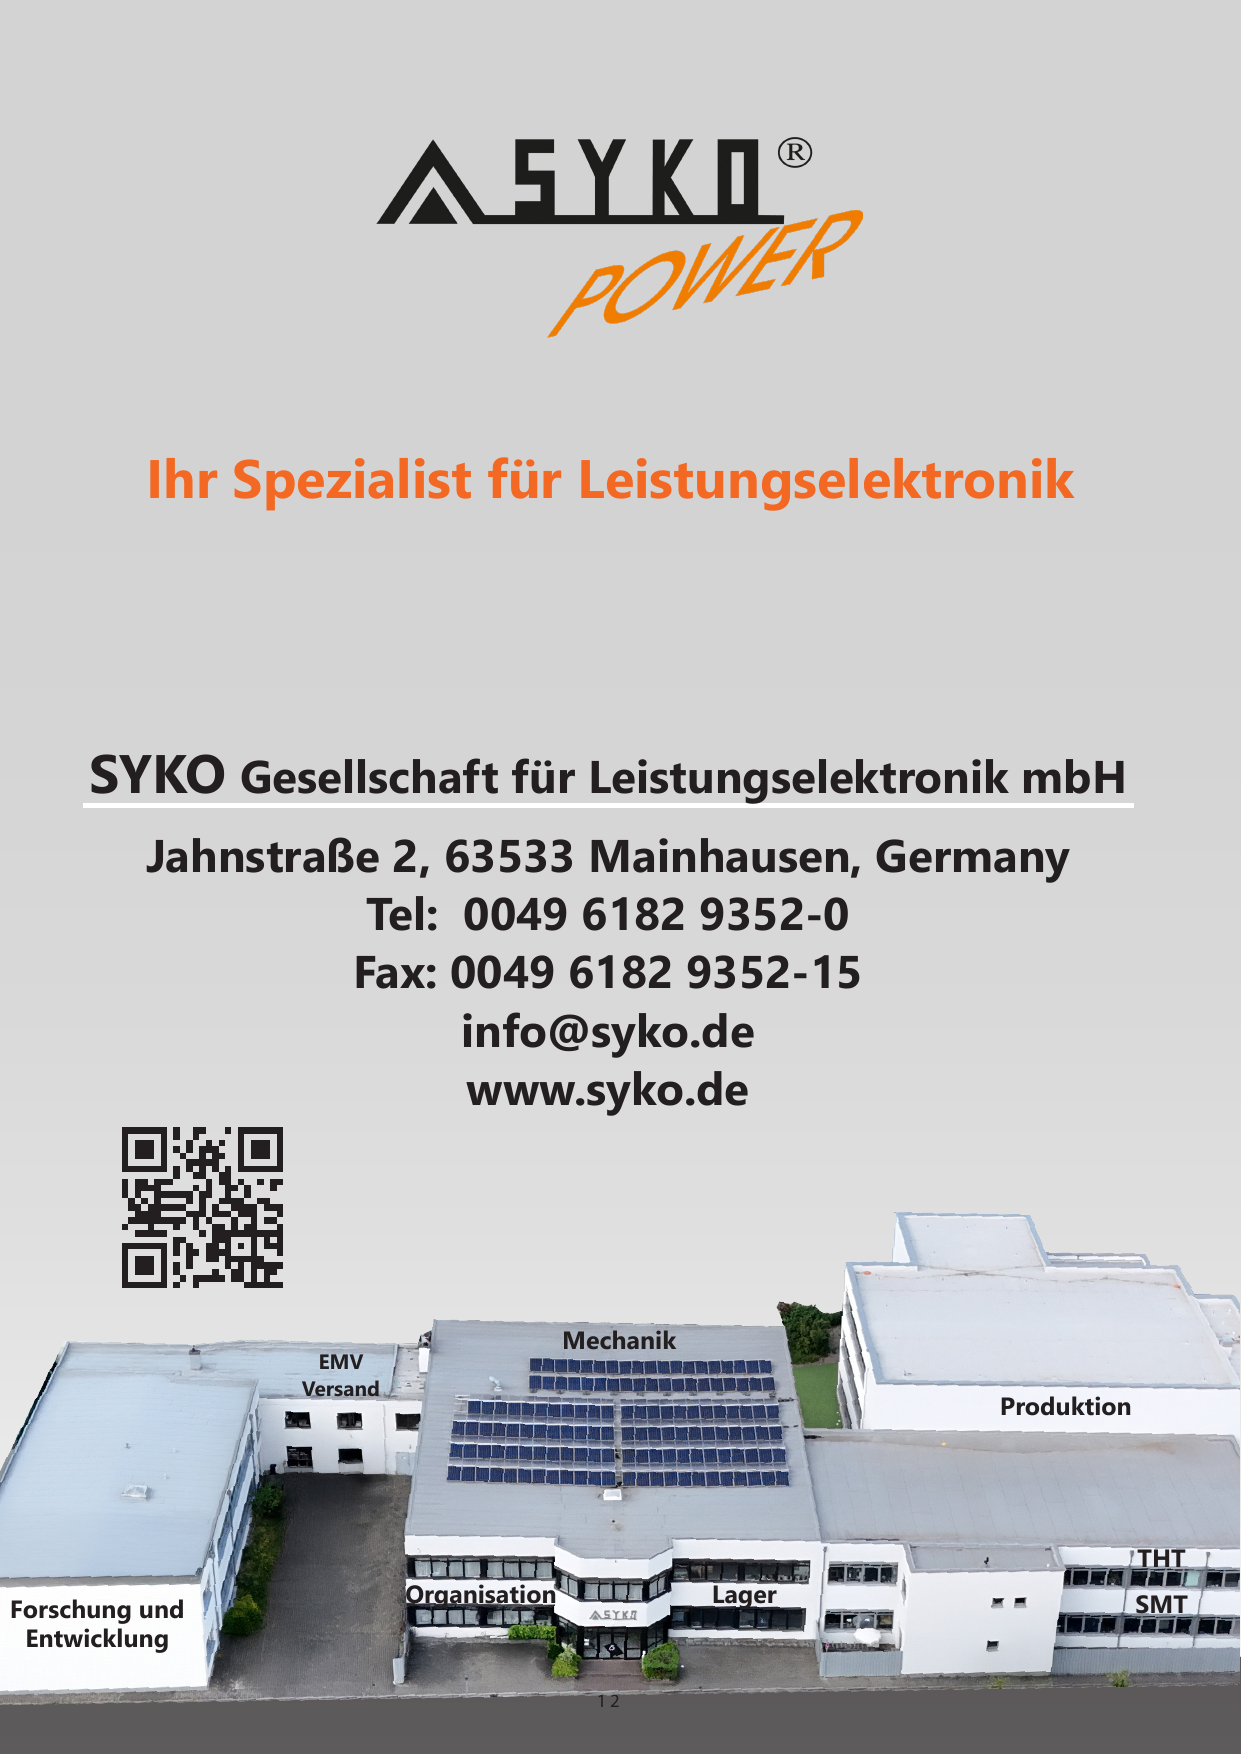 SYKO®
POWER
Ihr Spezialist für Leistungselektronik
SYKO Gesellschaft für Leistungselektronik mbH
Jahnstraße 2, 63533 Mainhausen, Germany
Tel: 0049 6182 9352-0
Fax: 0049 6182 9352-15
info@syko.de
www.syko.de
Mechanik
EMV
Versand
Produktion
THT
Organisation
Lager
SMT
Forschung und
Entwicklung
SYKO
12